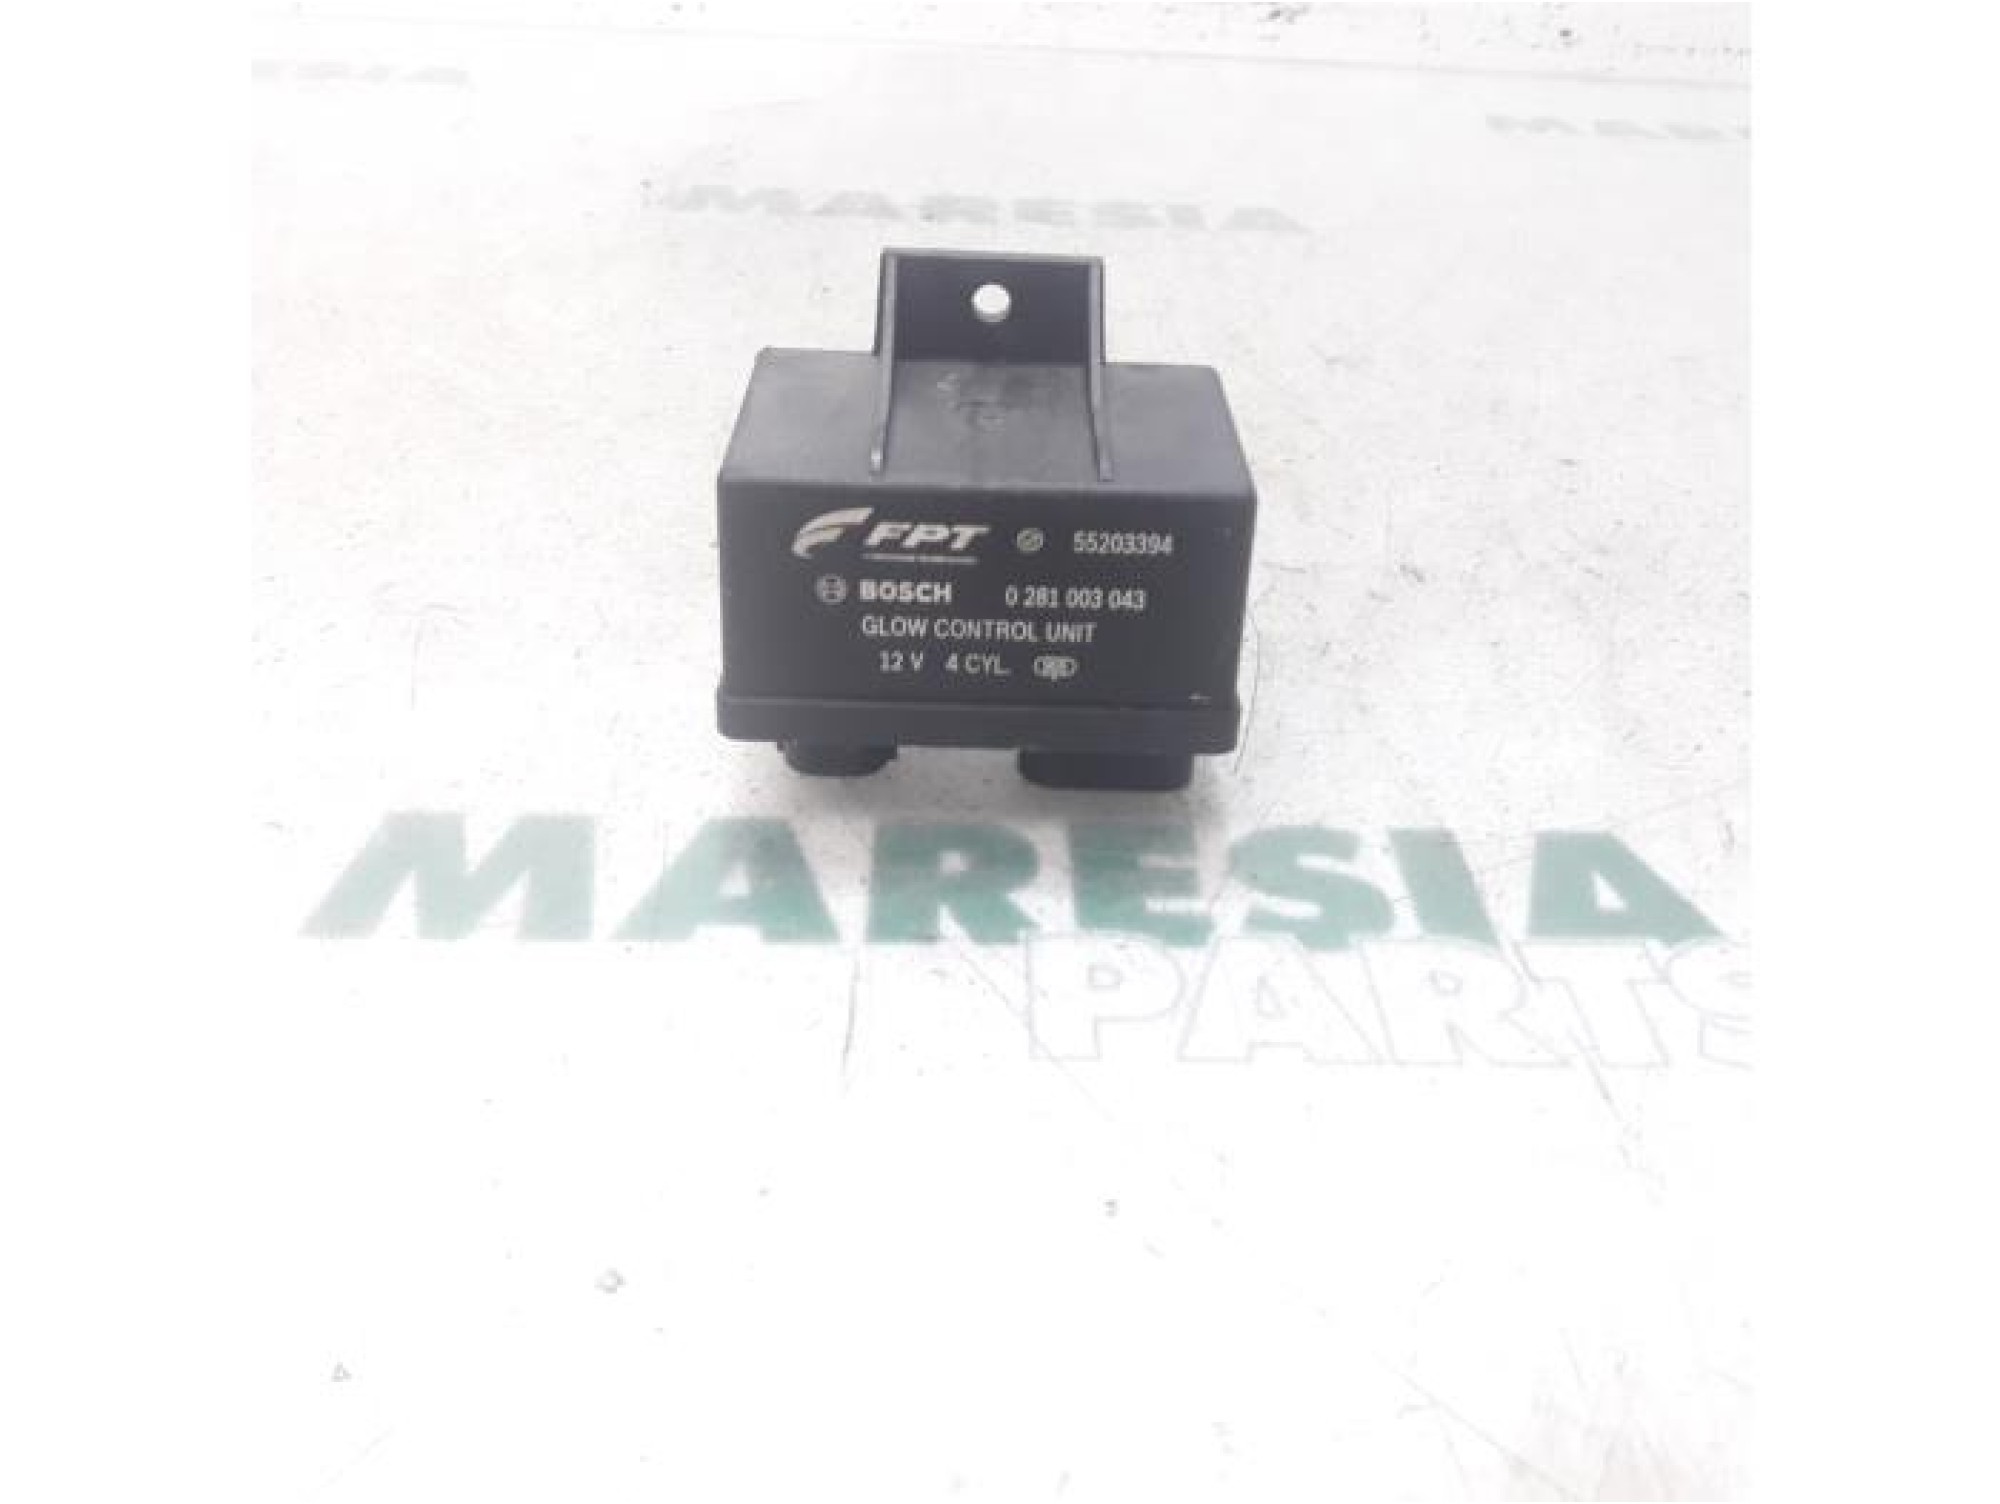 MARESIA
FPT 55203394
BOSCH 0 281 003 043
GLOW CONTROL UNIT
12 V 4 CYL.
MARESIA
PARTS